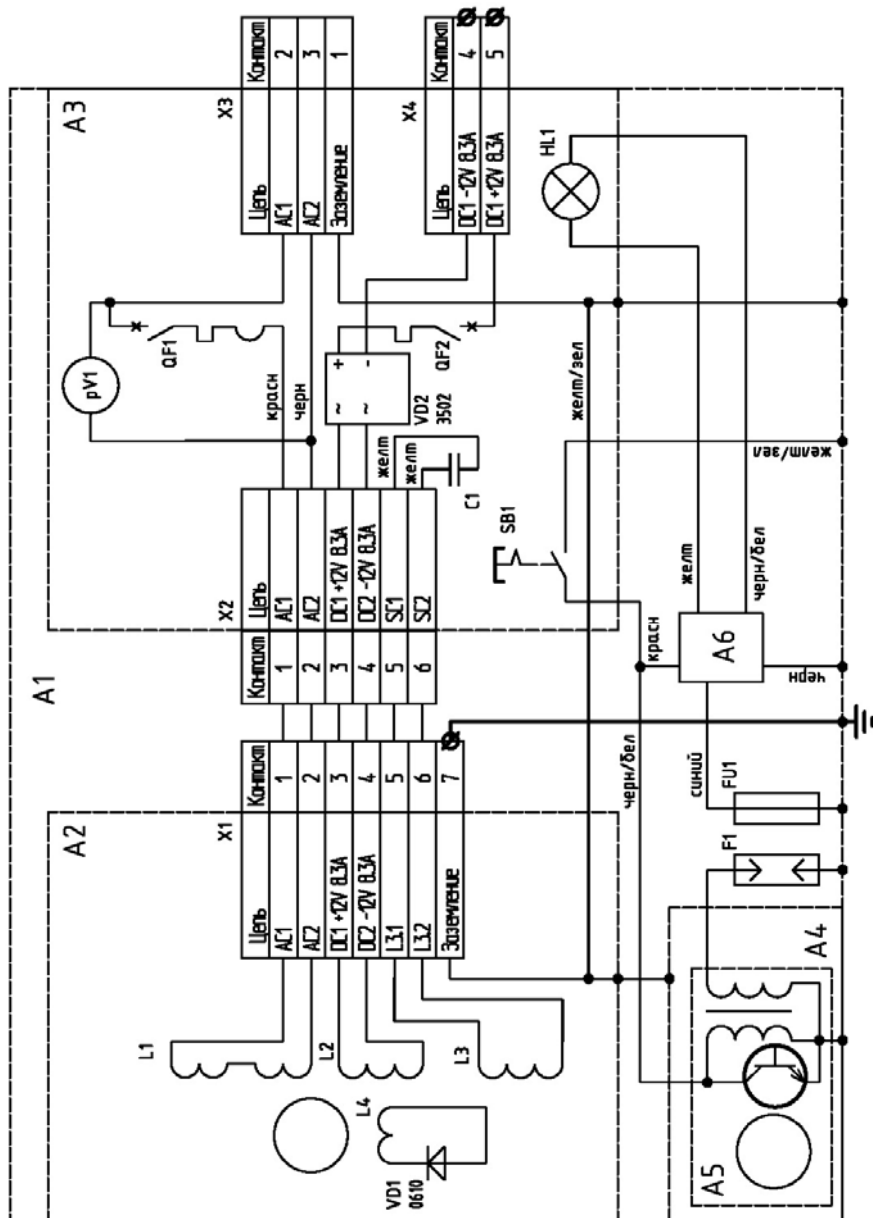 A1
A2
X1
Цепь Контакт
AC1 1
AC2 2
DC1 +12V 8.3A 3
DC2 -12V 8.3A 4
L3.1 5
L3.2 6
Заземление 7
L1
L2
L3
L4
VD1
0610
X2
Контакт Цепь
1 AC1
2 AC2
3 DC1 +12V 8.3A
4 DC2 -12V 8.3A
5 SC1
6 SC2
A3
pV1
QF1
красн
черн
+
-
~
~
VD2
3502
QF2
желт
желт
C1
X3
Цепь Контакт
AC1 2
AC2 3
Заземление 1
X4
Цепь Контакт
DC1 -12V 8.3A 4
DC1 +12V 8.3A 5
SB1
желт/зел
желт/зел
HL1
желт
черн/бел
красн
A6
черн
черн/бел
синий
FU1
F1
A4
A5